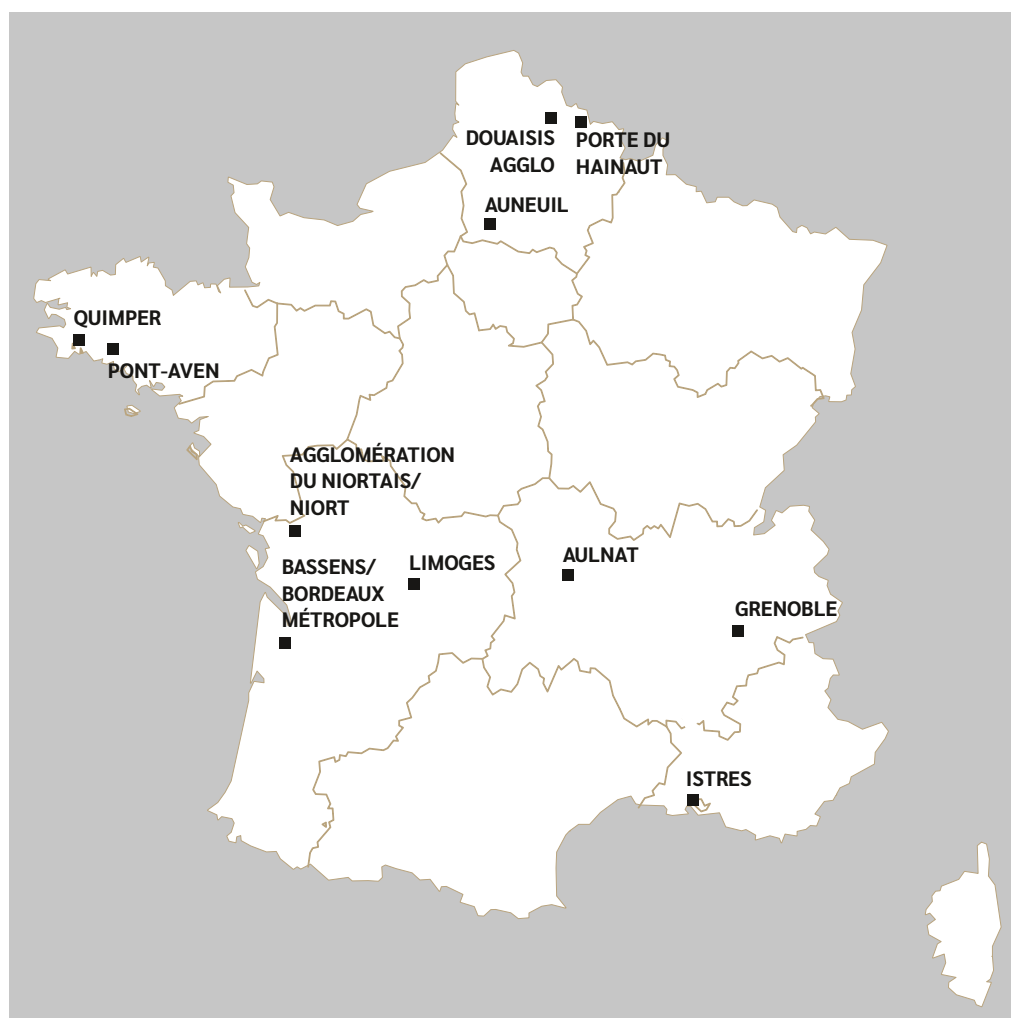 DOUAISIS
AGGLO
PORTE DU
HAINAUT
AUNEUIL
QUIMPER
PONT-AVEN
AGGLOMÉRATION
DU NIORTAIS/
NIORT
BASSENS/
BORDEAUX
MÉTROPOLE
LIMOGES
AULNAT
GRENOBLE
ISTRES